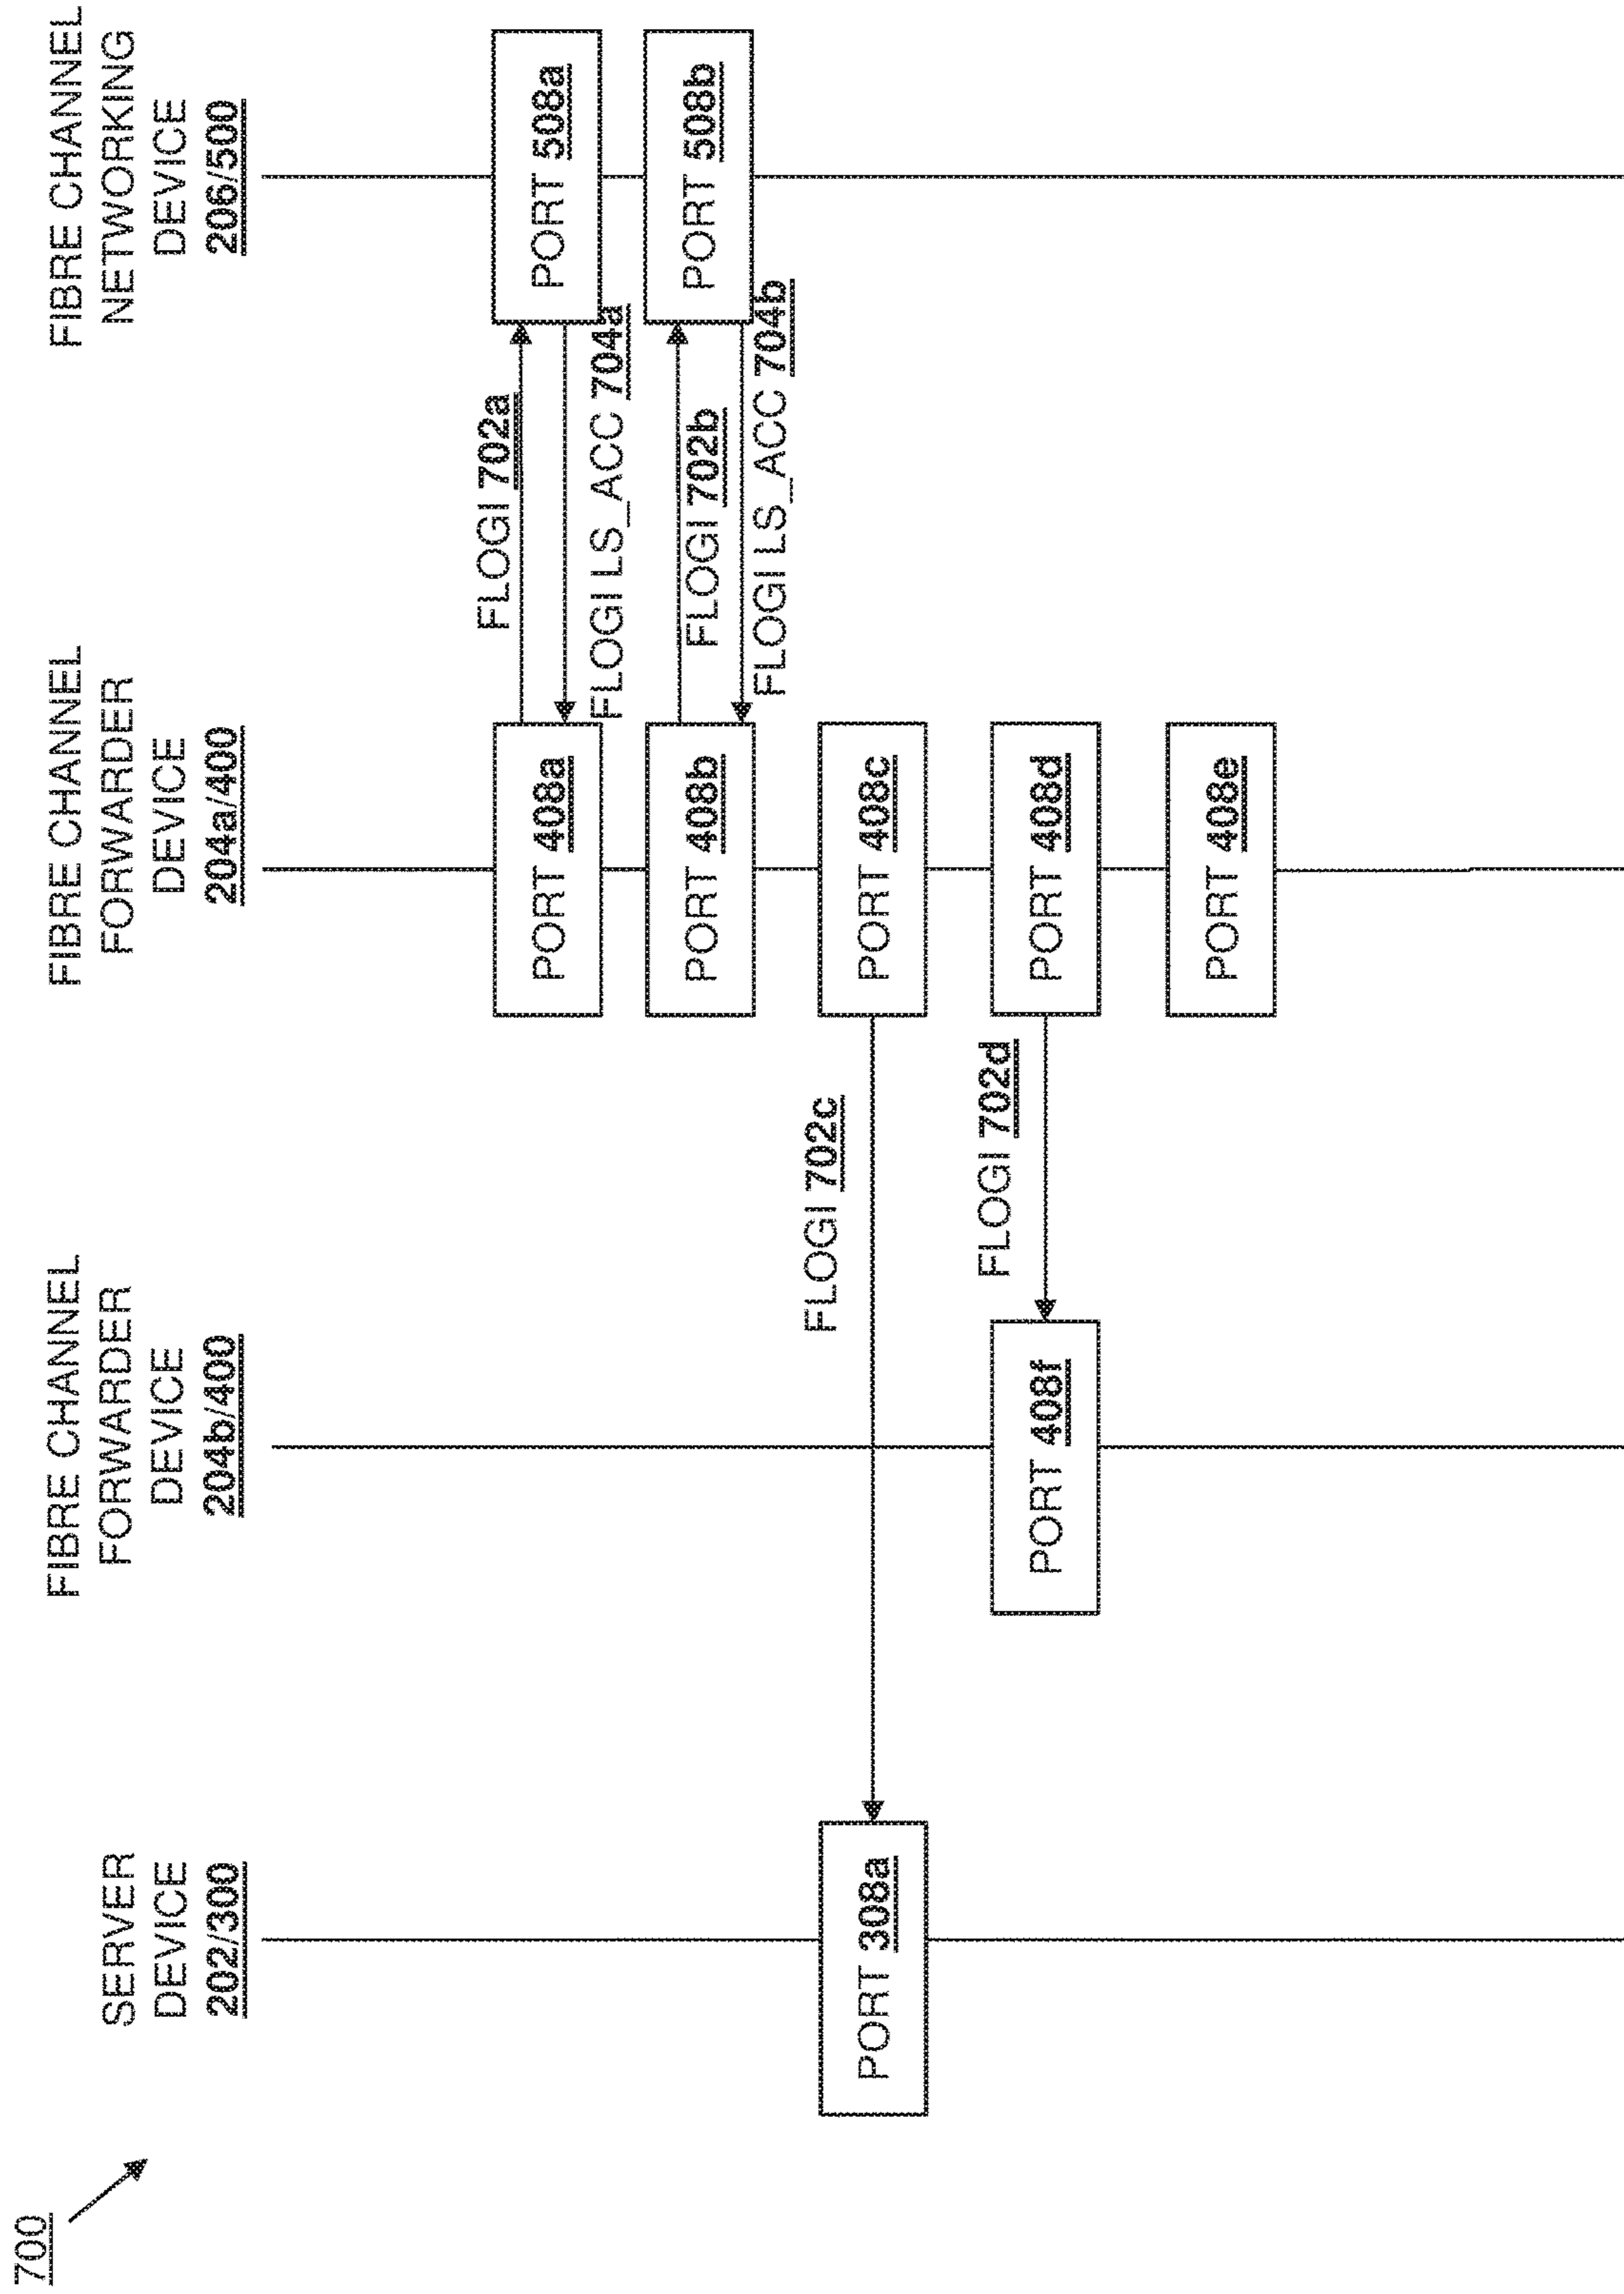 700
SERVER
DEVICE
202/300
FIBRE CHANNEL
FORWARDER
DEVICE
204b/400
FIBRE CHANNEL
FORWARDER
DEVICE
204a/400
FIBRE CHANNEL
NETWORKING
DEVICE
206/500
FLOGI 702a
PORT 408a
PORT 508a
FLOGI LS_ACC 704a
FLOGI 702b
PORT 408b
PORT 508b
FLOGI LS_ACC 704b
FLOGI 702c
PORT 308a
PORT 408c
FLOGI 702d
PORT 408f
PORT 408d
PORT 408e